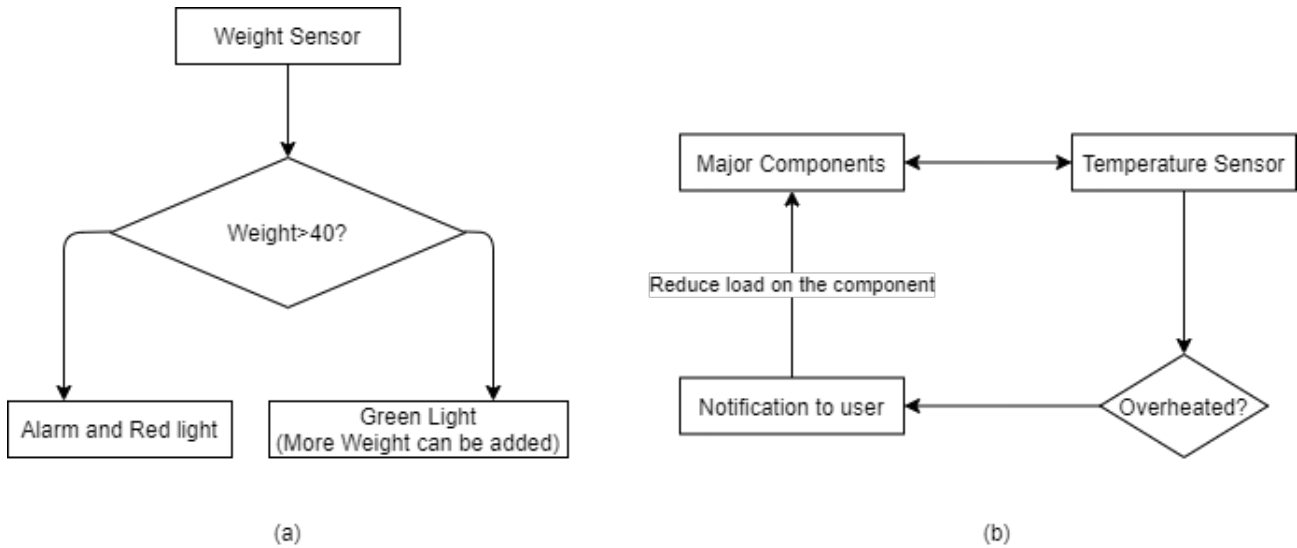 Weight Sensor
Weight>40?
Alarm and Red light
Green Light
(More Weight can be added)
(a)
Major Components
Temperature Sensor
Reduce load on the component
Notification to user
Overheated?
(b)